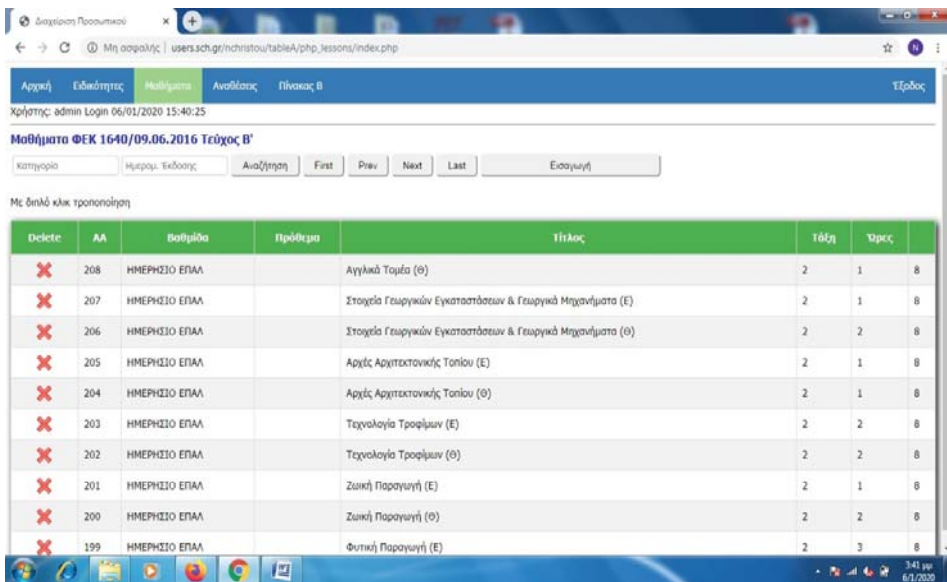 Διαχείριση Προσωπικού
Μη ασφαλής | users.sch.gr/nchristou/tableA/php_lessons/index.php
N
Αρχική Ειδικότητες Μαθήματα Αναθέσεις Πίνακας Β Έξοδος
Χρήστης: admin Login 06/01/2020 15:40:25
Μαθήματα ΦΕΚ 1640/09.06.2016 Τεύχος Β'
Κατηγορία Ημερομ. Έκδοσης Αναζήτηση First Prev Next Last Εισαγωγή
Με διπλό κλικ τροποποίηση
Delete ΑΑ Βαθμίδα Πρόθεμα Τίτλος Τάξη Ώρες
208 ΗΜΕΡΗΣΙΟ ΕΠΑΛ Αγγλικά Τομέα (Θ) 2 1 8
207 ΗΜΕΡΗΣΙΟ ΕΠΑΛ Στοιχεία Γεωργικών Εγκαταστάσεων & Γεωργικά Μηχανήματα (Ε) 2 1 8
206 ΗΜΕΡΗΣΙΟ ΕΠΑΛ Στοιχεία Γεωργικών Εγκαταστάσεων & Γεωργικά Μηχανήματα (Θ) 2 2 8
205 ΗΜΕΡΗΣΙΟ ΕΠΑΛ Αρχές Αρχιτεκτονικής Τοπίου (Ε) 2 1 8
204 ΗΜΕΡΗΣΙΟ ΕΠΑΛ Αρχές Αρχιτεκτονικής Τοπίου (Θ) 2 1 8
203 ΗΜΕΡΗΣΙΟ ΕΠΑΛ Τεχνολογία Τροφίμων (Ε) 2 2 8
202 ΗΜΕΡΗΣΙΟ ΕΠΑΛ Τεχνολογία Τροφίμων (Θ) 2 2 8
201 ΗΜΕΡΗΣΙΟ ΕΠΑΛ Ζωική Παραγωγή (Ε) 2 1 8
200 ΗΜΕΡΗΣΙΟ ΕΠΑΛ Ζωική Παραγωγή (Θ) 2 2 8
199 ΗΜΕΡΗΣΙΟ ΕΠΑΛ Φυτική Παραγωγή (Ε) 2 3 8
3:41 μμ
6/1/2020